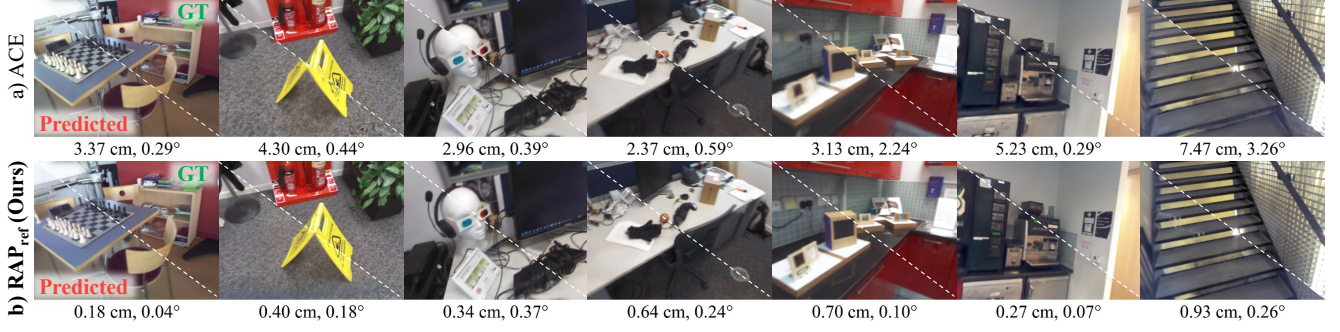 a) ACE
GT
Predicted
3.37 cm, 0.29° 4.30 cm, 0.44° 2.96 cm, 0.39° 2.37 cm, 0.59° 3.13 cm, 2.24° 5.23 cm, 0.29° 7.47 cm, 3.26°
b) RAPref (Ours)
GT
Predicted
0.18 cm, 0.04° 0.40 cm, 0.18° 0.34 cm, 0.37° 0.64 cm, 0.24° 0.70 cm, 0.10° 0.27 cm, 0.07° 0.93 cm, 0.26°